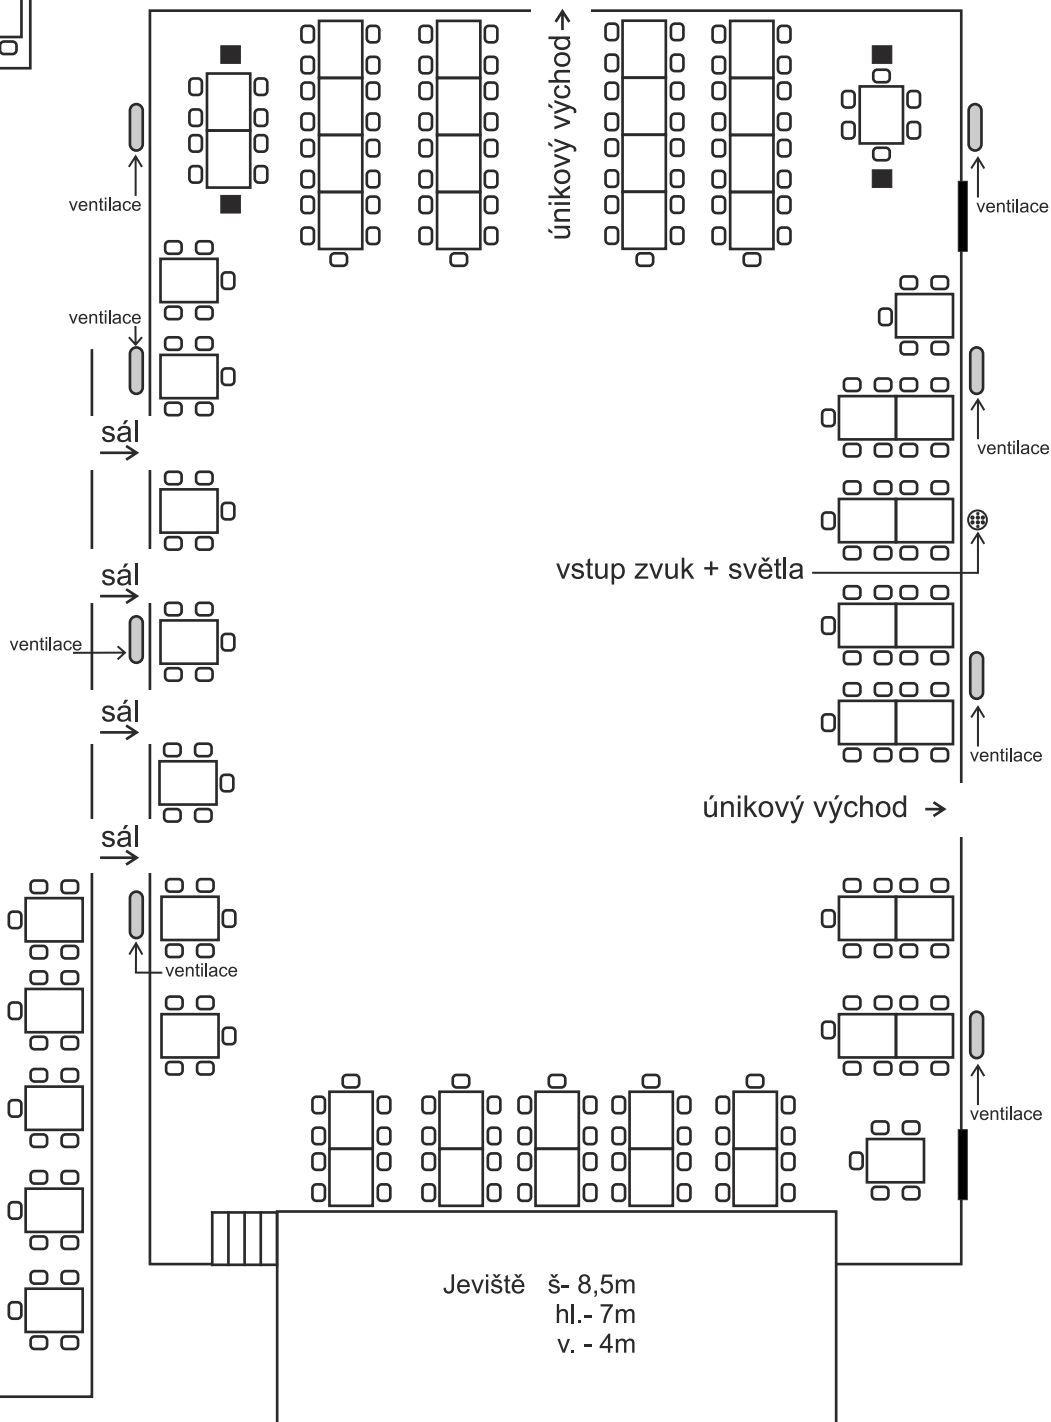 únikový východ
ventilace
ventilace
ventilace
sál
ventilace
vstup zvuk + světla
sál
ventilace
sál
ventilace
únikový východ
sál
ventilace
ventilace
Jeviště š- 8,5m
hl.- 7m
v. - 4m